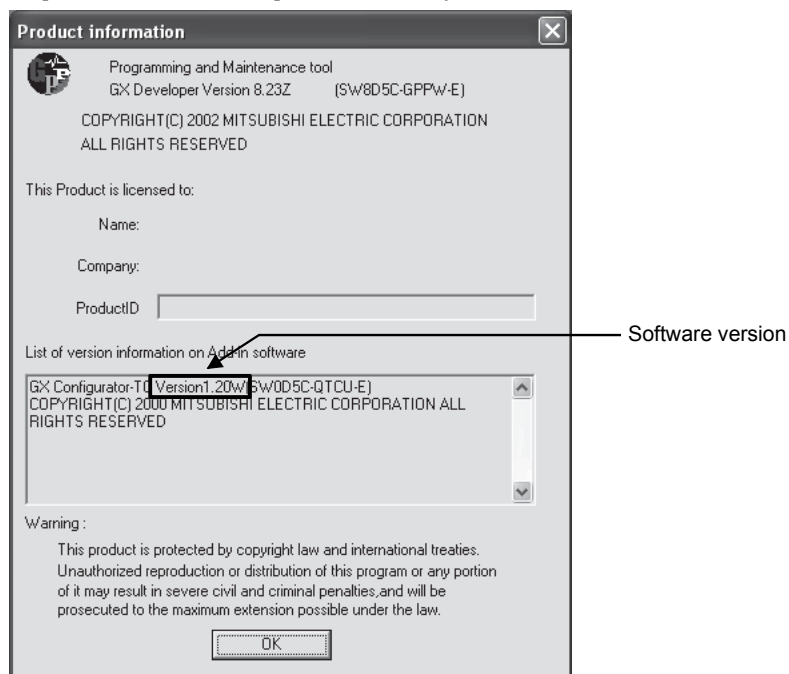 Product information
Programming and Maintenance tool
GX Developer Version 8.23Z (SW8D5C-GPPW-E)
COPYRIGHT(C) 2002 MITSUBISHI ELECTRIC CORPORATION
ALL RIGHTS RESERVED
This Product is licensed to:
Name:
Company:
ProductID
Software version
List of version information on Add-in software
GX Configurator-TC Version1.20W(SW0D5C-QTCU-E)
COPYRIGHT(C) 2000 MITSUBISHI ELECTRIC CORPORATION ALL
RIGHTS RESERVED
Warning :
This product is protected by copyright law and international treaties.
Unauthorized reproduction or distribution of this program or any portion
of it may result in severe civil and criminal penalties,and will be
prosecuted to the maximum extension possible under the law.
OK